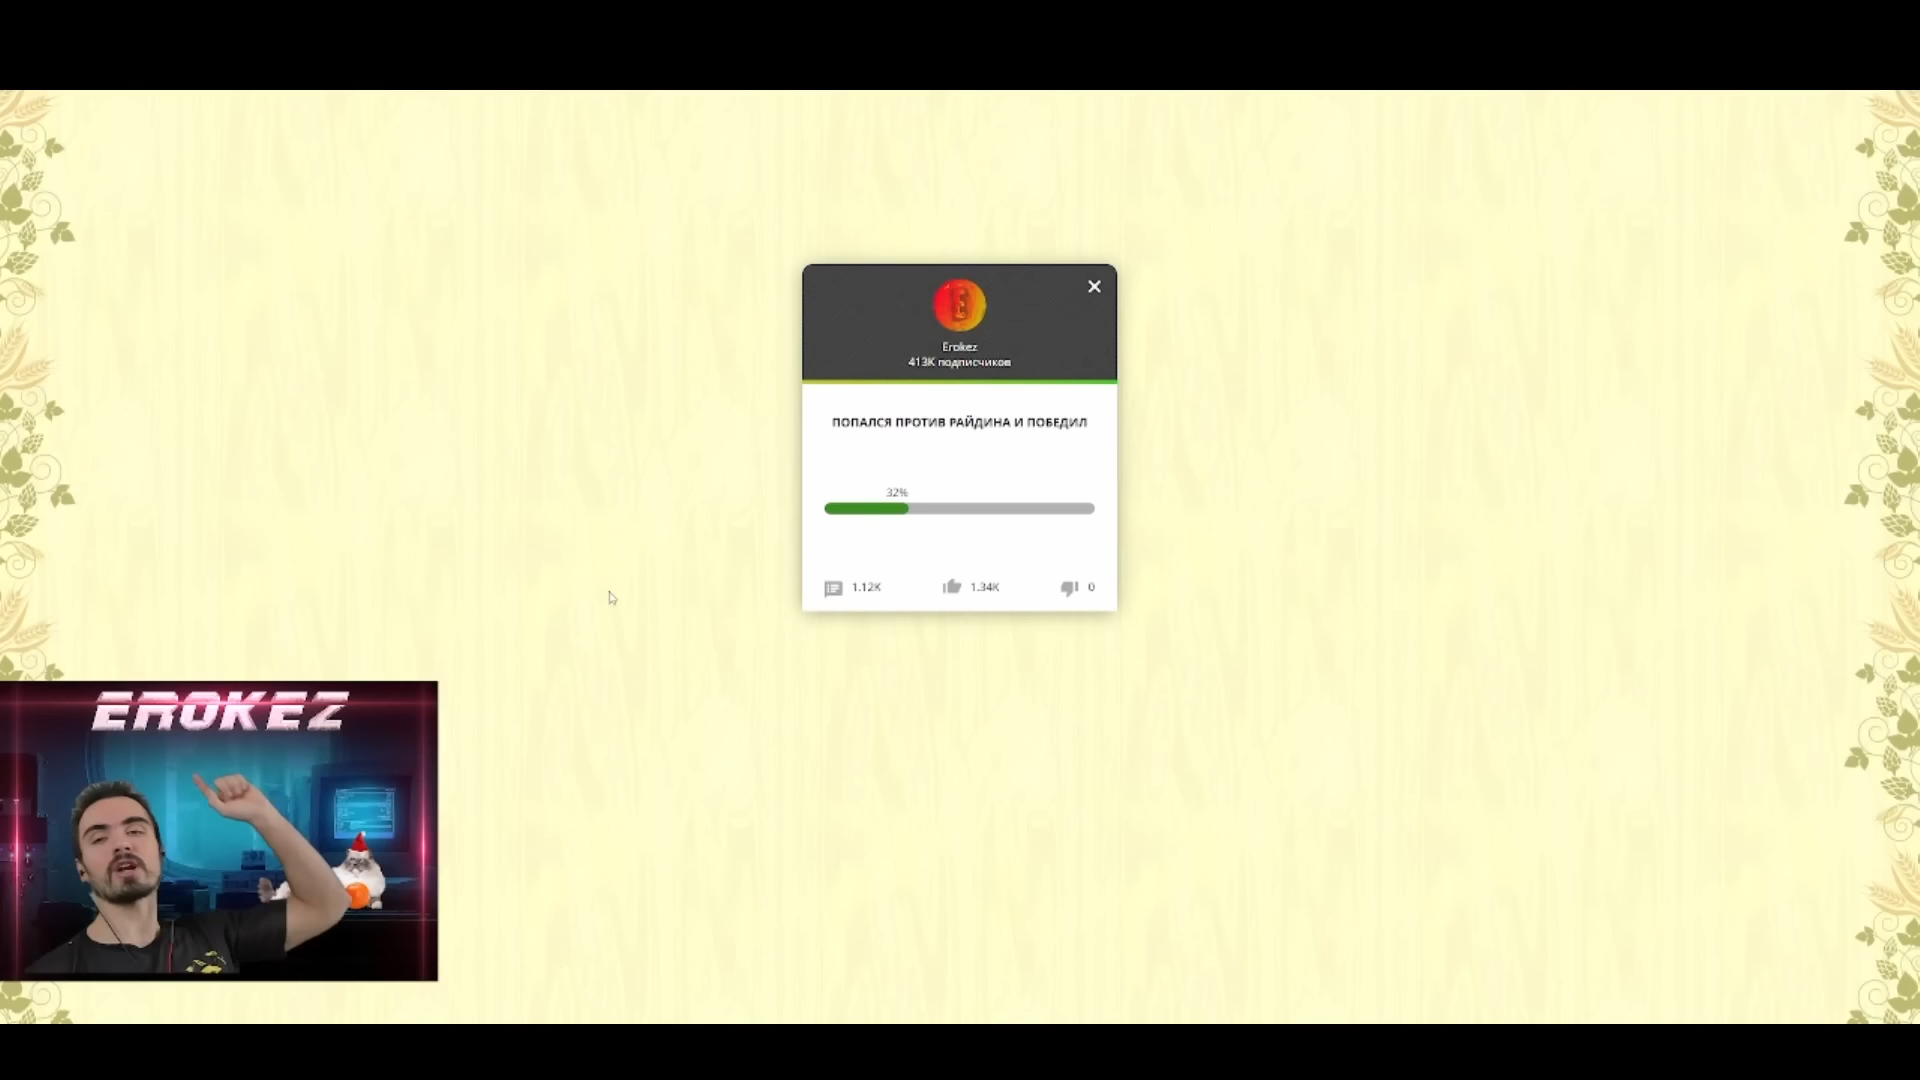 Erokez
413K подписчиков
ПОПАЛСЯ ПРОТИВ РАЙДИНА И ПОБЕДИЛ
32%
1.12K 1.34K 0
EROKEZ